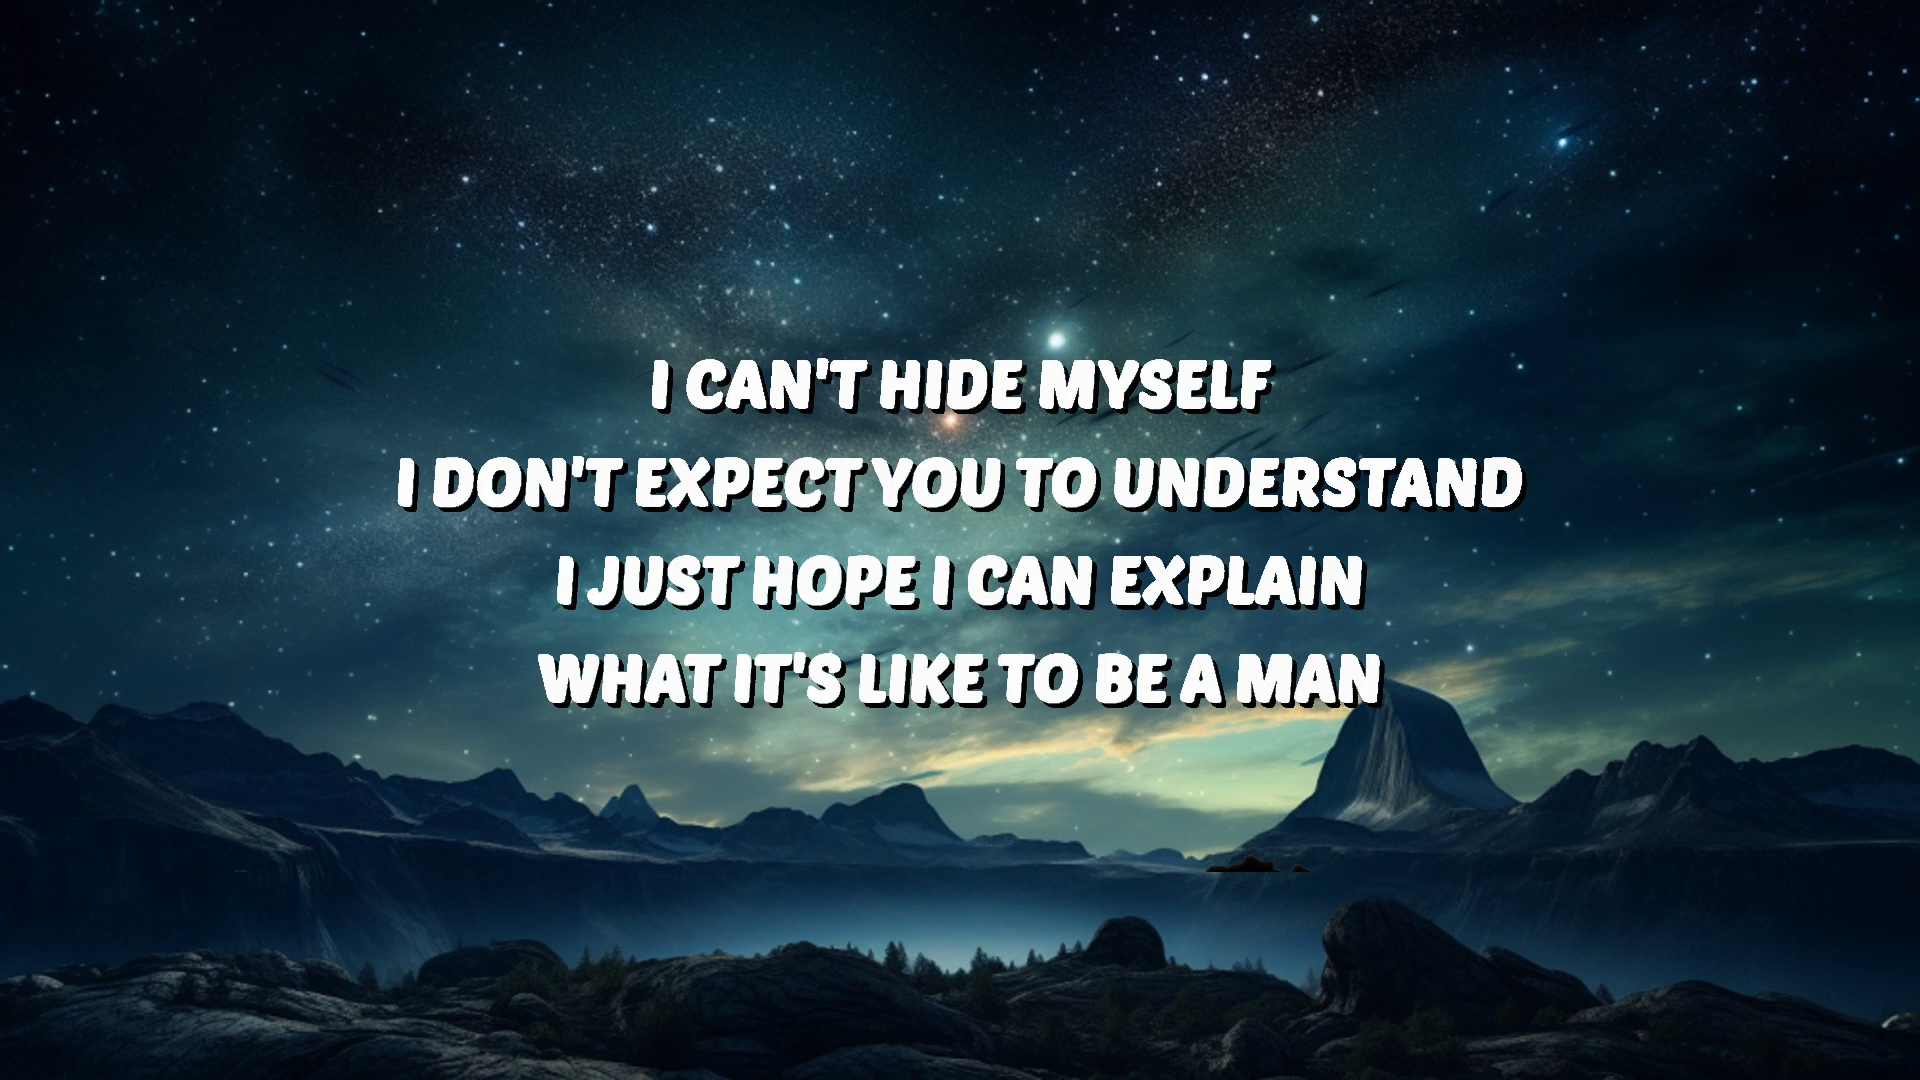 I CAN'T HIDE MYSELF
I DON'T EXPECT YOU TO UNDERSTAND
I JUST HOPE I CAN EXPLAIN
WHAT IT'S LIKE TO BE A MAN